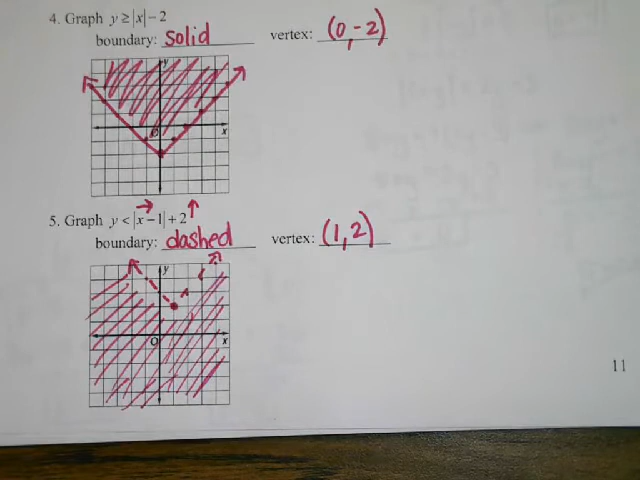 4. Graph y ≥ |x| − 2
boundary: solid vertex: (0,-2)
y
O
x
5. Graph y < |x − 1| + 2
boundary: dashed vertex: (1,2)
y
O
x
11